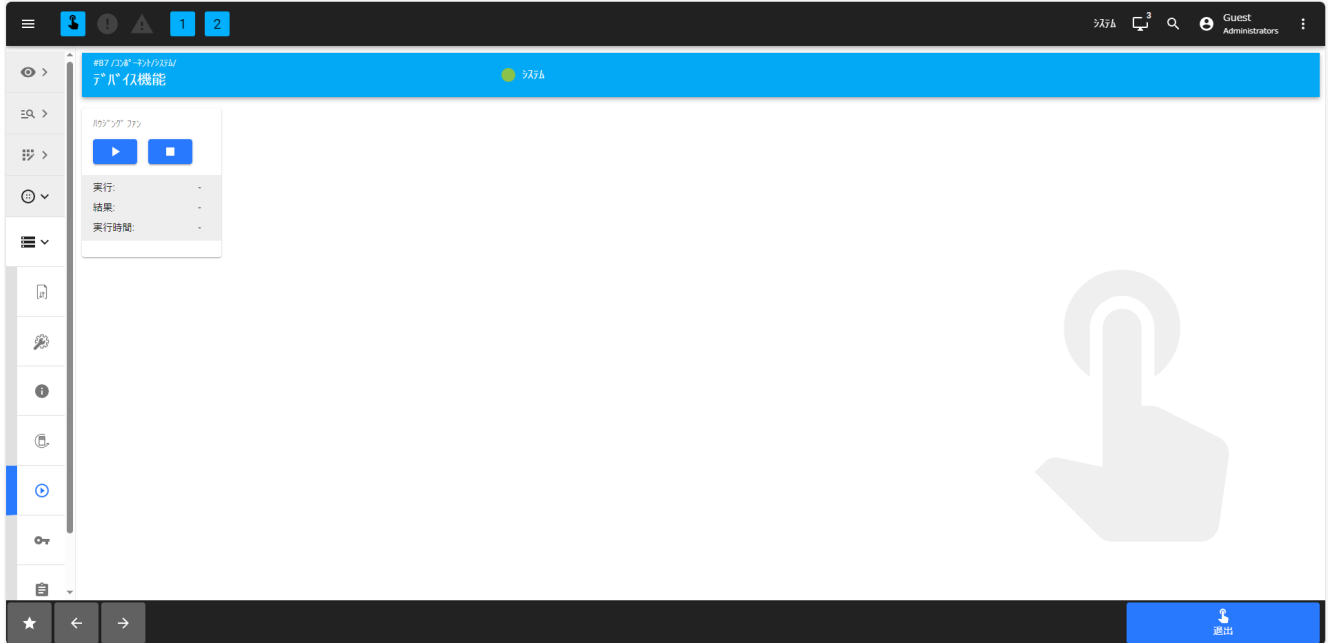 1
2
ｼｽﾃﾑ
3
Guest
Administrators
#87 /ｺﾝﾎﾟｰﾈﾝﾄ/ｼｽﾃﾑ/
ﾃﾞﾊﾞｲｽ機能
ｼｽﾃﾑ
ﾊｳｼﾞﾝｸﾞ ﾌｧﾝ
実行: -
結果: -
実行時間: -
退出